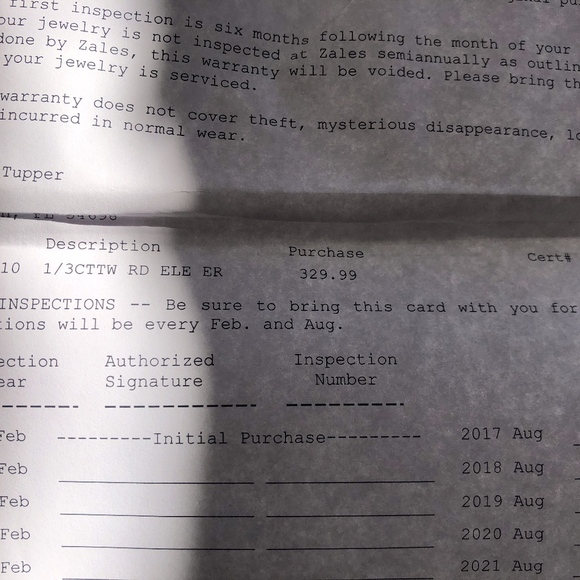 first inspection is six months following the month of your
our jewelry is not inspected at Zales semiannually as outlin
done by Zales, this warranty will be voided. Please bring th
your jewelry is serviced.
warranty does not cover theft, mysterious disappearance, lo
incurred in normal wear.
Tupper
Description Purchase Cert#
10 1/3CTTW RD ELE ER 329.99
INSPECTIONS -- Be sure to bring this card with you for
tions will be every Feb. and Aug.
ection Authorized Inspection
ear Signature Number
Feb ---------Initial Purchase--------- 2017 Aug
Feb 2018 Aug
Feb 2019 Aug
Feb 2020 Aug
Feb 2021 Aug